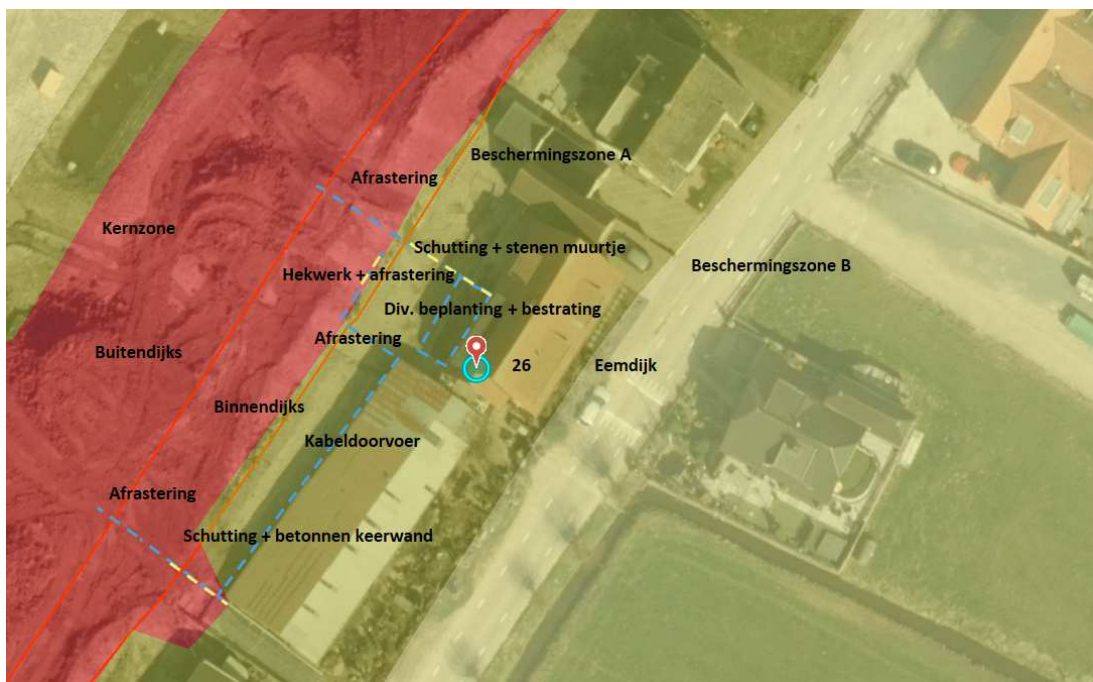 Beschermingszone A
Afrastering
Kernzone
Schutting + stenen muurtje
Beschermingszone B
Hekwerk + afrastering
Div. beplanting + bestrating
Afrastering
Buitendijks
26
Eemdijk
Binnendijks
Kabeldoorvoer
Afrastering
Schutting + betonnen keerwand